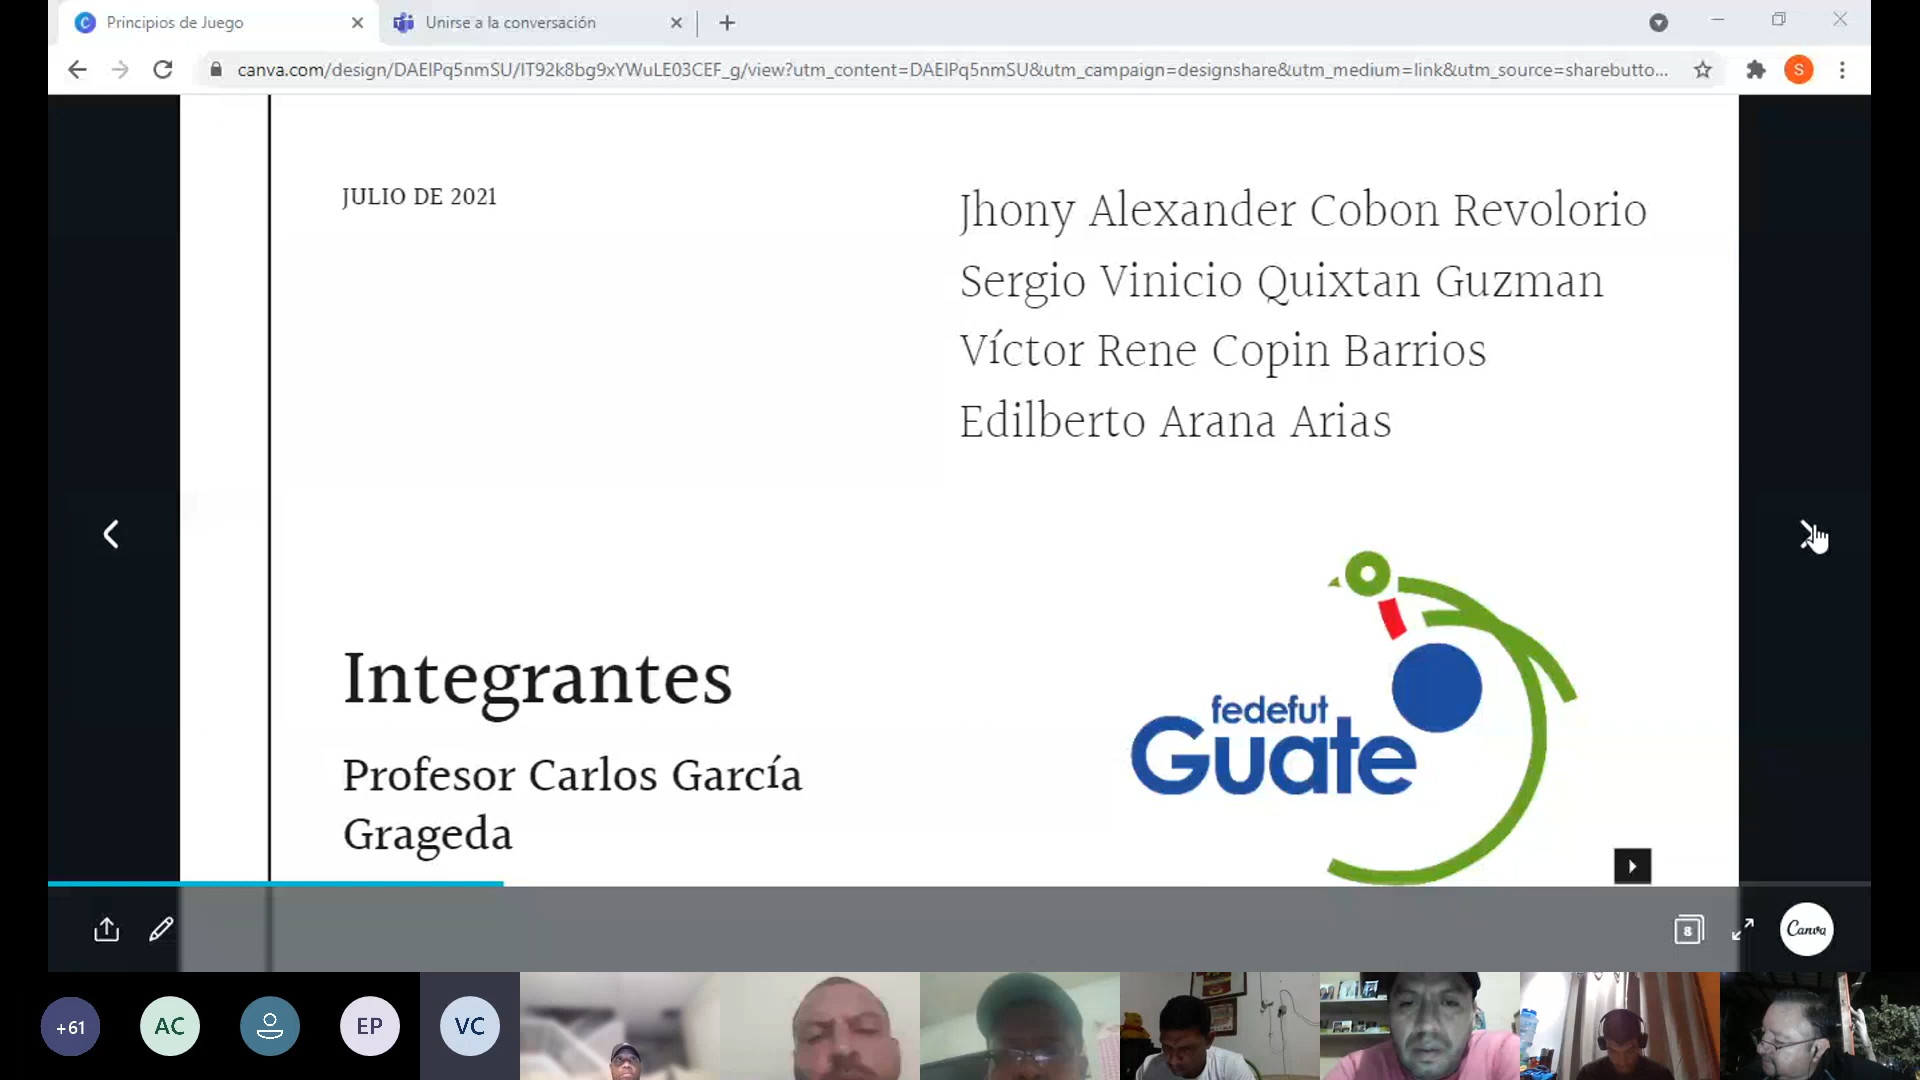 Principios de Juego
Unirse a la conversación
canva.com/design/DAElPq5nmSU/IT92k8bg9xYWuLE03CEF_g/view?utm_content=DAElPq5nmSU&utm_campaign=designshare&utm_medium=link&utm_source=sharebutto...
S
JULIO DE 2021
Jhony Alexander Cobon Revolorio
Sergio Vinicio Quixtan Guzman
Víctor Rene Copin Barrios
Edilberto Arana Arias
Integrantes
Profesor Carlos García
Grageda
fedefut
Guate
8
Canva
+61
AC
EP
VC